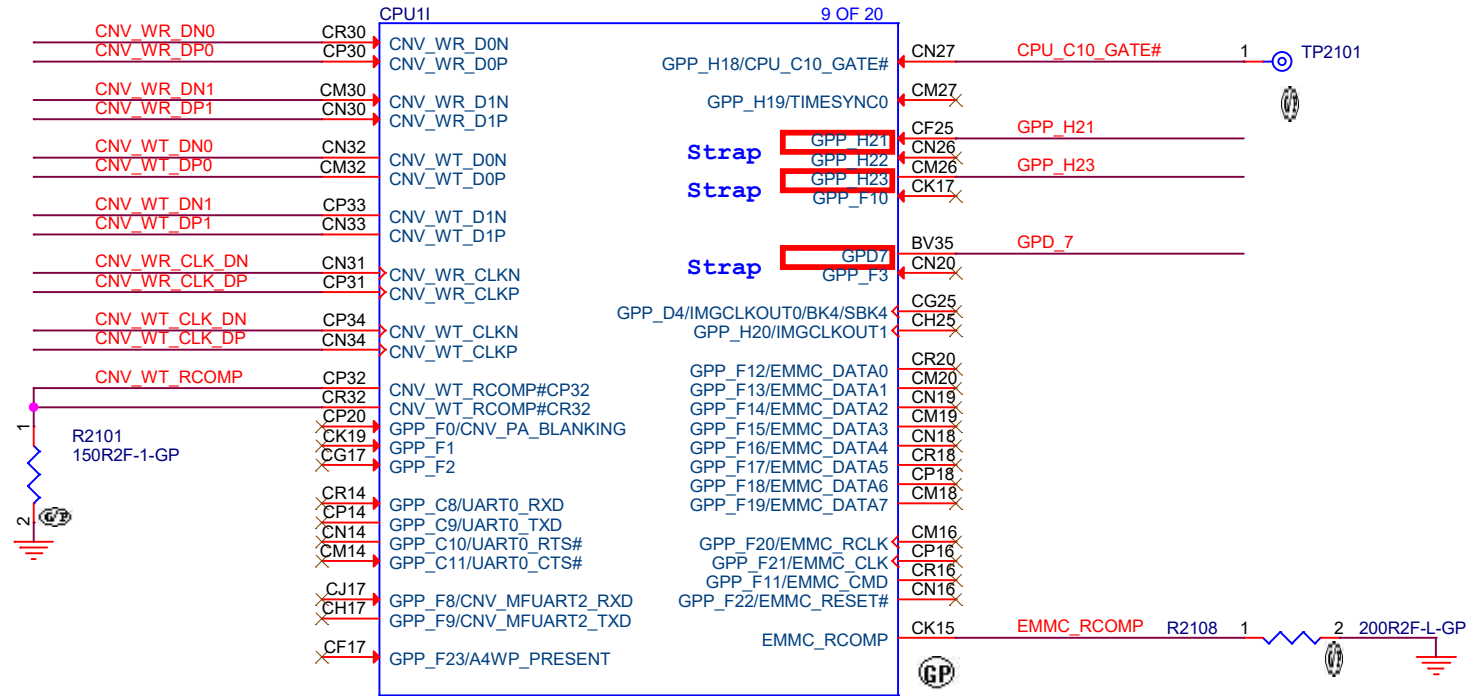 CPU1I 9 OF 20
CNV_WR_DN0 CR30 CNV_WR_D0N
CNV_WR_DP0 CP30 CNV_WR_D0P
CNV_WR_DN1 CM30 CNV_WR_D1N
CNV_WR_DP1 CN30 CNV_WR_D1P
CNV_WT_DN0 CN32 CNV_WT_D0N
CNV_WT_DP0 CM32 CNV_WT_D0P
CNV_WT_DN1 CP33 CNV_WT_D1N
CNV_WT_DP1 CN33 CNV_WT_D1P
CNV_WR_CLK_DN CN31 CNV_WR_CLKN
CNV_WR_CLK_DP CP31 CNV_WR_CLKP
CNV_WT_CLK_DN CP34 CNV_WT_CLKN
CNV_WT_CLK_DP CN34 CNV_WT_CLKP
CNV_WT_RCOMP CP32 CNV_WT_RCOMP#CP32
CR32 CNV_WT_RCOMP#CR32
CP20 GPP_F0/CNV_PA_BLANKING
CK19 GPP_F1
CG17 GPP_F2
1
R2101
150R2F-1-GP
2
G/P
CR14 GPP_C8/UART0_RXD
CP14 GPP_C9/UART0_TXD
CN14 GPP_C10/UART0_RTS#
CM14 GPP_C11/UART0_CTS#
CJ17 GPP_F8/CNV_MFUART2_RXD
CH17 GPP_F9/CNV_MFUART2_TXD
CF17 GPP_F23/A4WP_PRESENT
GPP_H18/CPU_C10_GATE# CN27 CPU_C10_GATE# 1 TP2101
G/P
GPP_H19/TIMESYNC0 CM27
Strap GPP_H21 CF25 GPP_H21
GPP_H22 CN26
Strap GPP_H23 CM26 GPP_H23
GPP_F10 CK17
Strap GPD7 BV35 GPD_7
GPP_F3 CN20
GPP_D4/IMGCLKOUT0/BK4/SBK4 CG25
GPP_H20/IMGCLKOUT1 CH25
GPP_F12/EMMC_DATA0 CR20
GPP_F13/EMMC_DATA1 CM20
GPP_F14/EMMC_DATA2 CN19
GPP_F15/EMMC_DATA3 CM19
GPP_F16/EMMC_DATA4 CN18
GPP_F17/EMMC_DATA5 CR18
GPP_F18/EMMC_DATA6 CP18
GPP_F19/EMMC_DATA7 CM18
GPP_F20/EMMC_RCLK CM16
GPP_F21/EMMC_CLK CP16
GPP_F11/EMMC_CMD CR16
GPP_F22/EMMC_RESET# CN16
EMMC_RCOMP CK15 EMMC_RCOMP R2108 1 2 200R2F-L-GP
G/P
GP